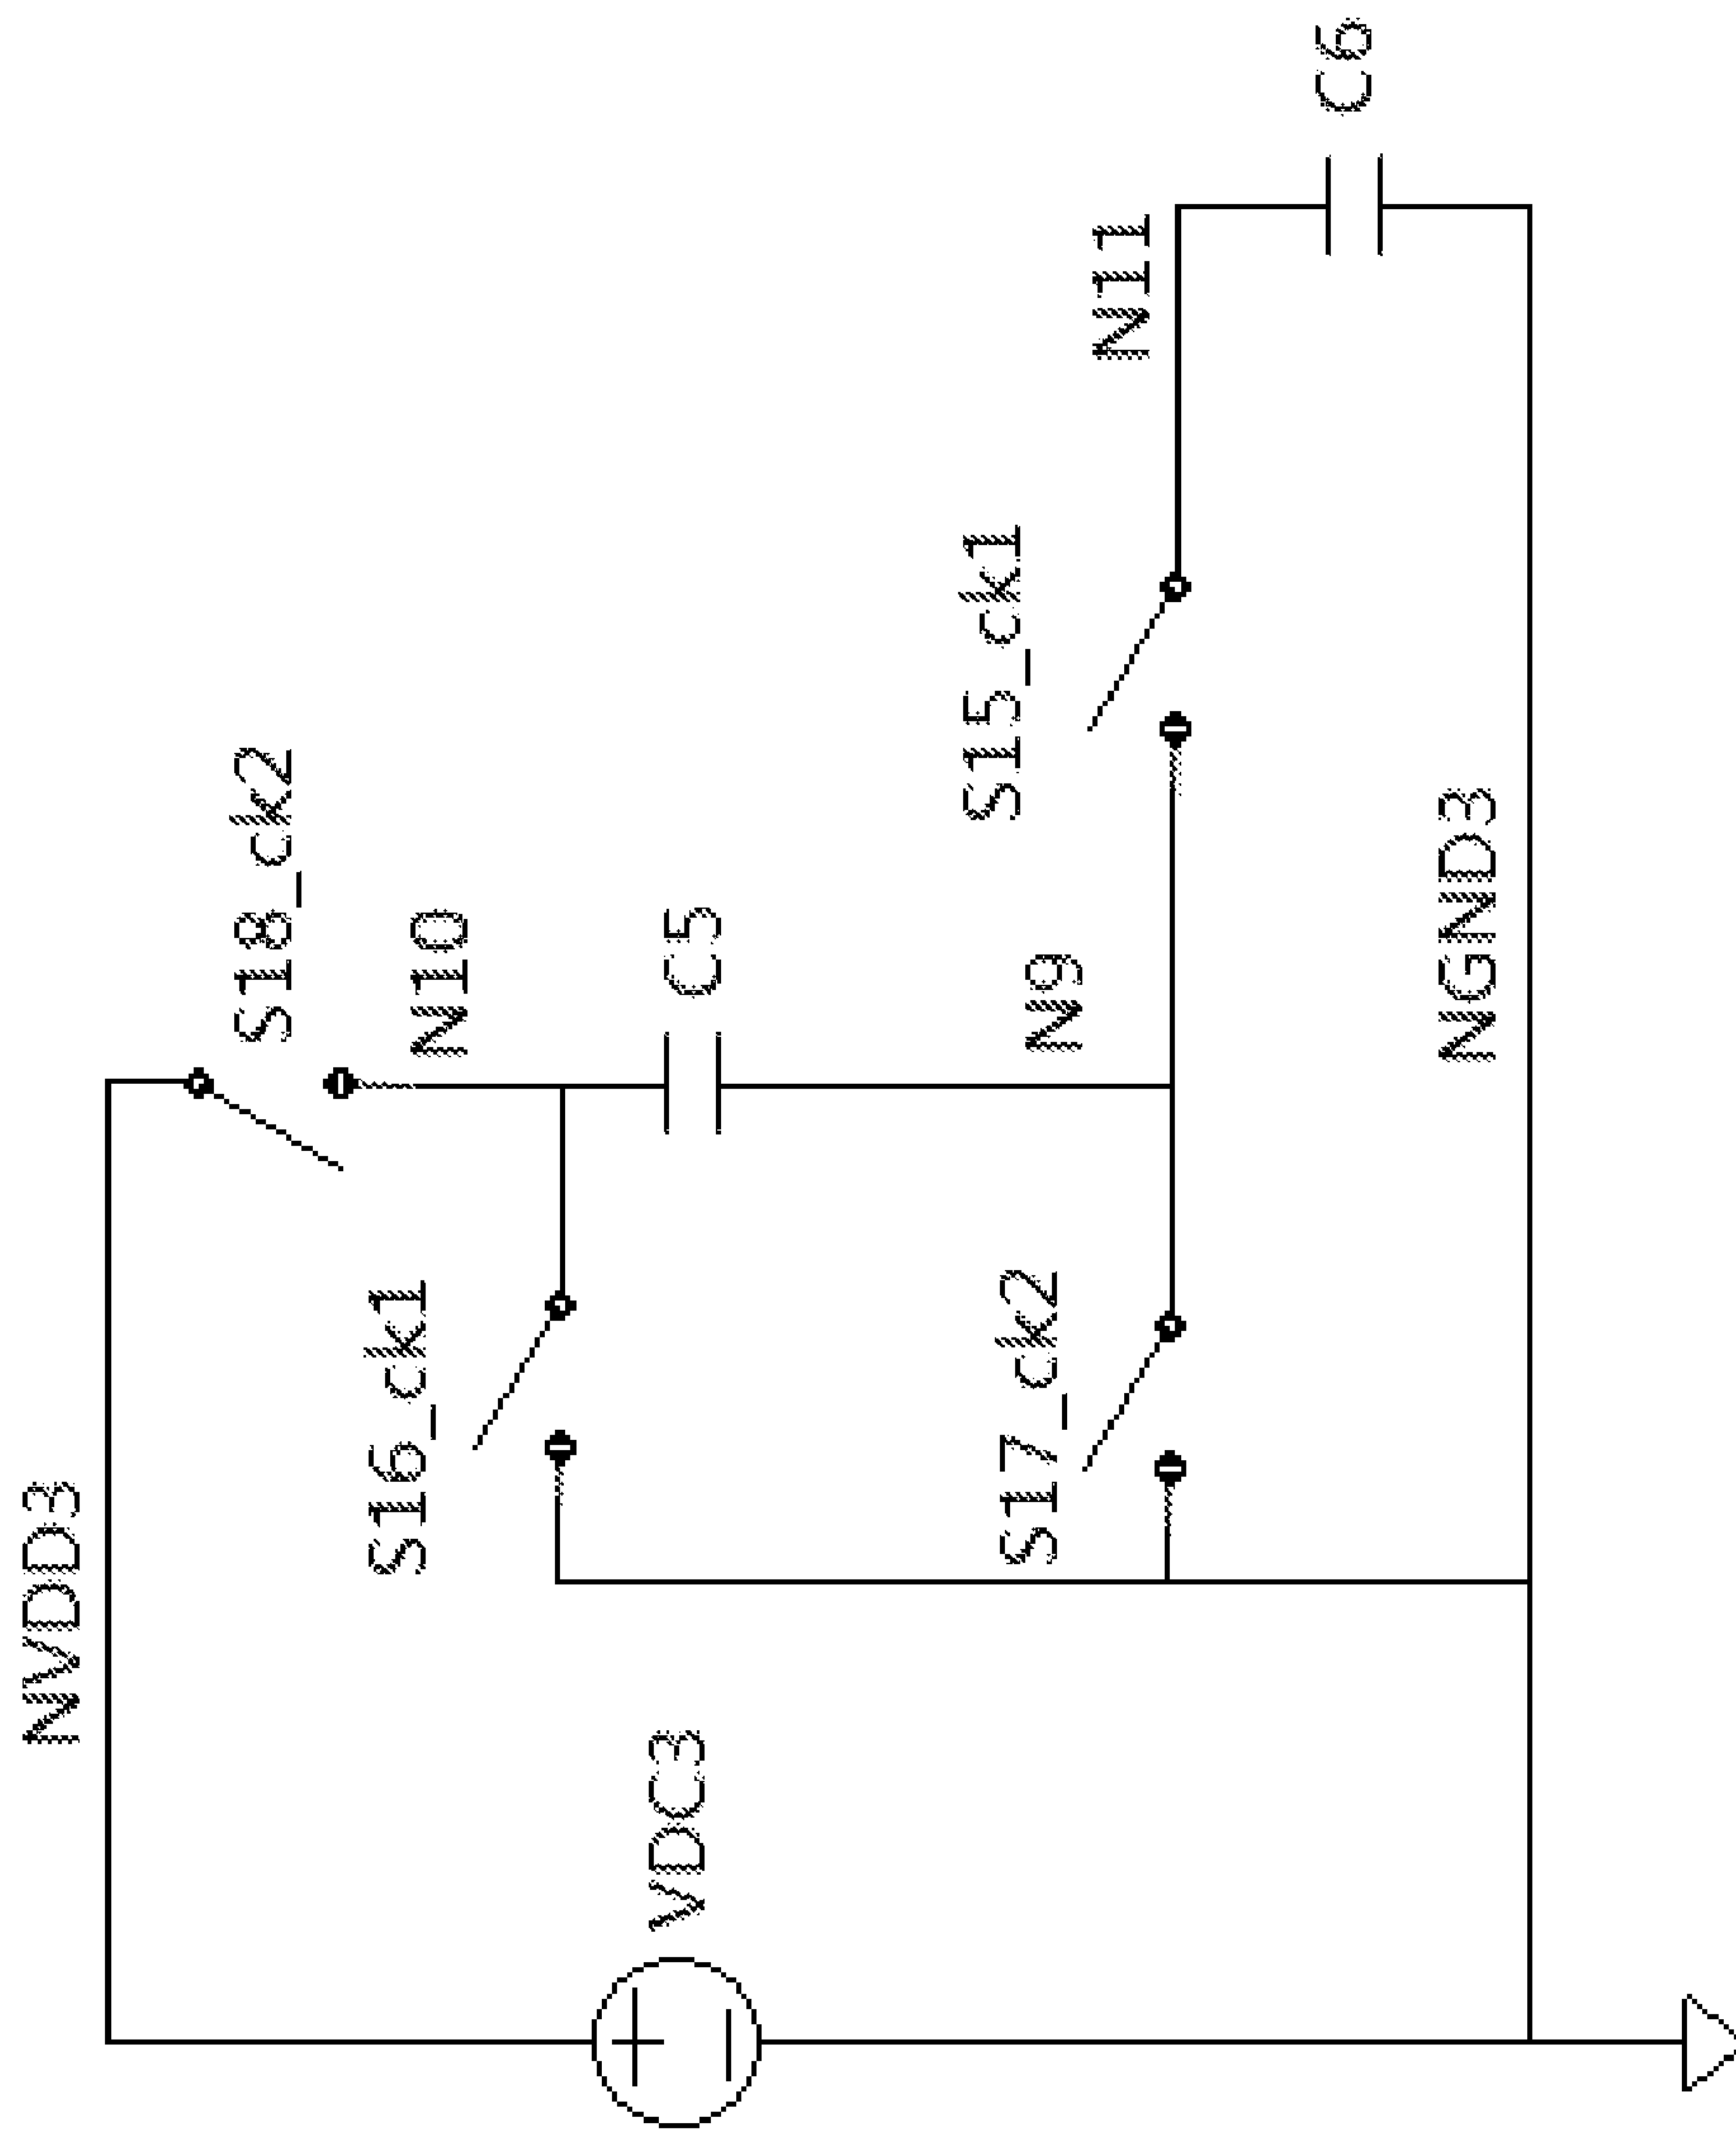 NVDD3
S18_ck2
N10
S16_ck1
C5
VDC3
S15_ck1
N9
S17_ck2
N11
C6
NGND3